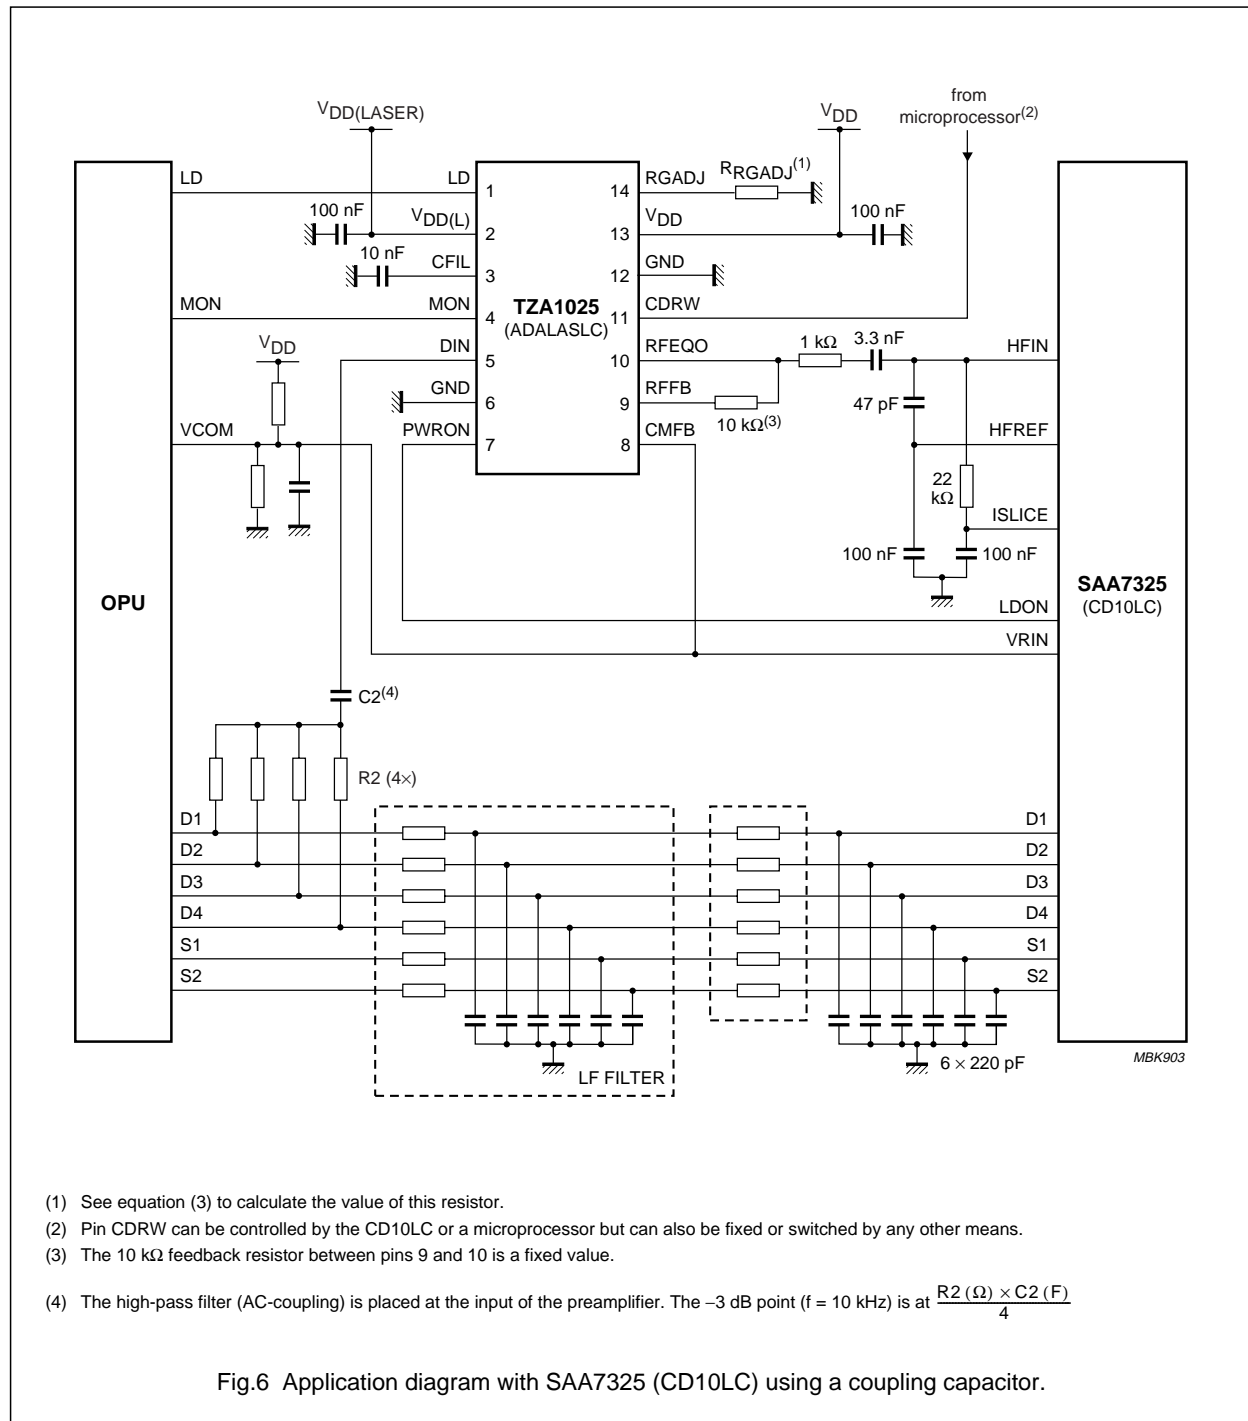 from
microprocessor(2)
VDD(LASER)
VDD
LD
LD
1
14
RGADJ
RRGADJ(1)
100 nF
VDD(L)
2
13
VDD
100 nF
10 nF
CFIL
3
12
GND
MON
MON
4
TZA1025
(ADALASLC)
11
CDRW
VDD
DIN
5
10
RFEQO
1 kΩ
3.3 nF
HFIN
GND
6
9
RFFB
10 kΩ(3)
47 pF
VCOM
PWRON
7
8
CMFB
HFREF
22
kΩ
ISLICE
100 nF
100 nF
OPU
SAA7325
(CD10LC)
LDON
VRIN
C2(4)
R2 (4×)
D1
D1
D2
D2
D3
D3
D4
D4
S1
S1
S2
S2
LF FILTER
6 × 220 pF
MBK903
(1) See equation (3) to calculate the value of this resistor.
(2) Pin CDRW can be controlled by the CD10LC or a microprocessor but can also be fixed or switched by any other means.
(3) The 10 kΩ feedback resistor between pins 9 and 10 is a fixed value.
(4) The high-pass filter (AC-coupling) is placed at the input of the preamplifier. The −3 dB point (f = 10 kHz) is at R2 (Ω) × C2 (F)
4
Fig.6 Application diagram with SAA7325 (CD10LC) using a coupling capacitor.